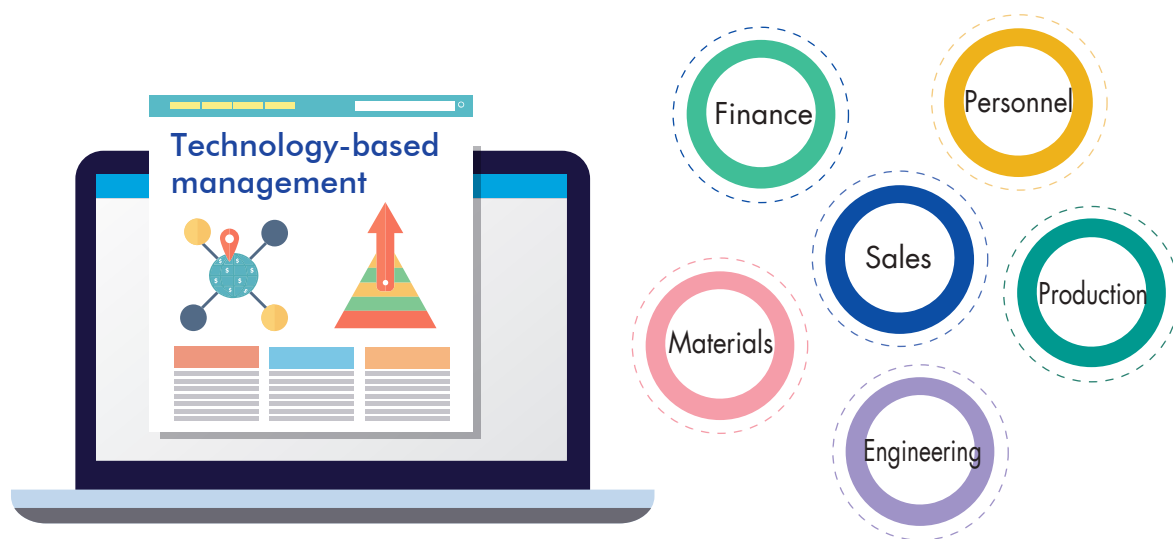 Technology-based
management
Finance
Personnel
Sales
Production
Materials
Engineering